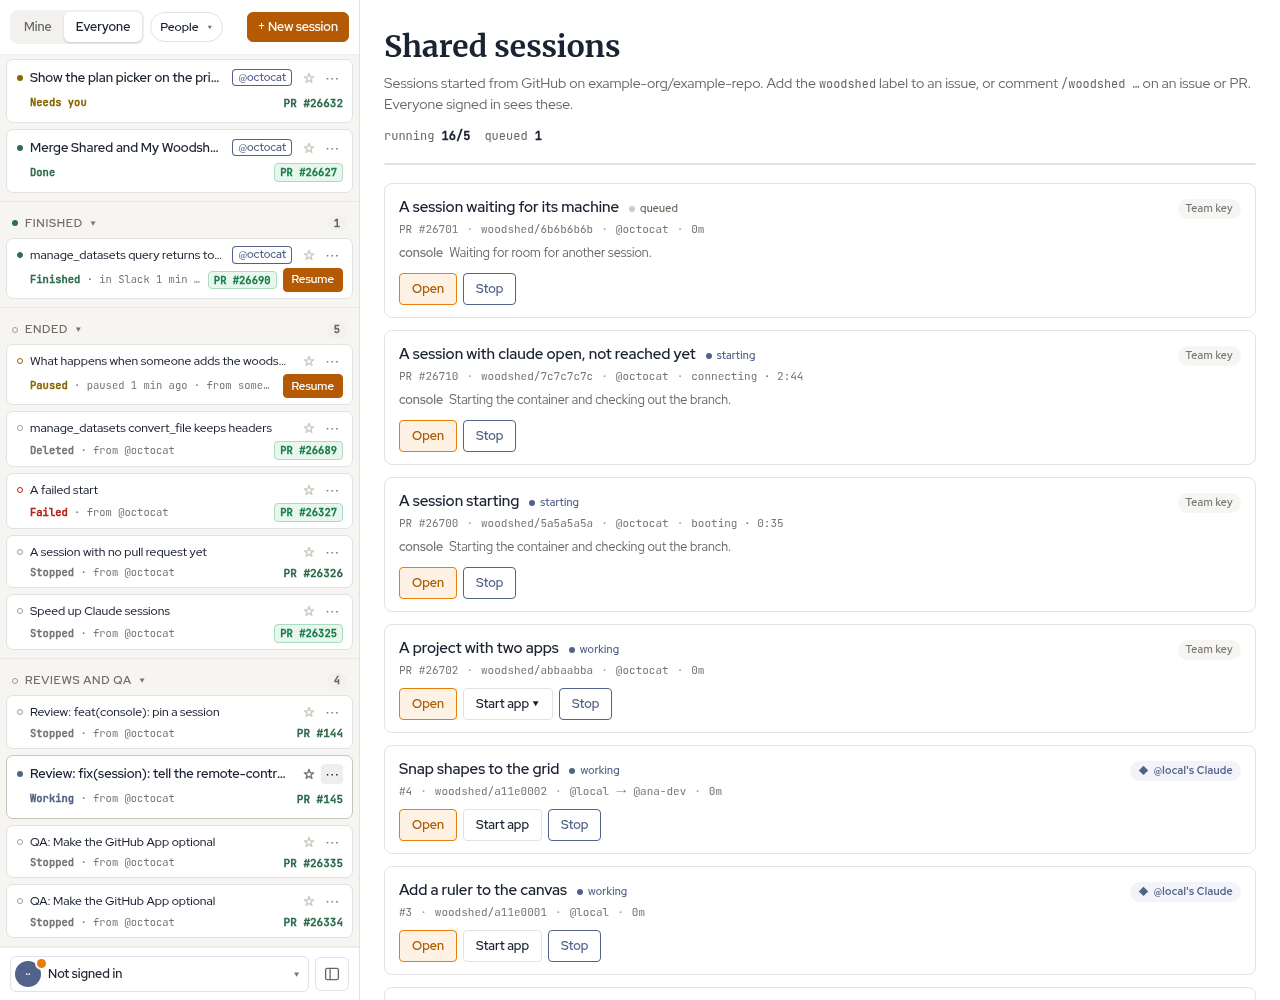 Mine
Everyone
People
+ New session
Show the plan picker on the pri...
@octocat
Needs you
PR #26632
Merge Shared and My Woodsh...
@octocat
Done
PR #26627
FINISHED
1
manage_datasets query returns to...
@octocat
Finished · in Slack 1 min …
PR #26690
Resume
ENDED
5
What happens when someone adds the woods...
Paused · paused 1 min ago · from some…
Resume
manage_datasets convert_file keeps headers
Deleted · from @octocat
PR #26689
A failed start
Failed · from @octocat
PR #26327
A session with no pull request yet
Stopped · from @octocat
PR #26326
Speed up Claude sessions
Stopped · from @octocat
PR #26325
REVIEWS AND QA
4
Review: feat(console): pin a session
Stopped · from @octocat
PR #144
Review: fix(session): tell the remote-contr...
Working · from @octocat
PR #145
QA: Make the GitHub App optional
Stopped · from @octocat
PR #26335
QA: Make the GitHub App optional
Stopped · from @octocat
PR #26334
Not signed in
Shared sessions
Sessions started from GitHub on example-org/example-repo. Add the woodshed label to an issue, or comment /woodshed … on an issue or PR.
Everyone signed in sees these.
running 16/5 queued 1
A session waiting for its machine
queued
Team key
PR #26701 · woodshed/6b6b6b6b · @octocat · 0m
console Waiting for room for another session.
Open
Stop
A session with claude open, not reached yet
starting
Team key
PR #26710 · woodshed/7c7c7c7c · @octocat · connecting · 2:44
console Starting the container and checking out the branch.
Open
Stop
A session starting
starting
Team key
PR #26700 · woodshed/5a5a5a5a · @octocat · booting · 0:35
console Starting the container and checking out the branch.
Open
Stop
A project with two apps
working
Team key
PR #26702 · woodshed/abbaabba · @octocat · 0m
Open
Start app ▾
Stop
Snap shapes to the grid
working
◆ @local's Claude
#4 · woodshed/a11e0002 · @local → @ana-dev · 0m
Open
Start app
Stop
Add a ruler to the canvas
working
◆ @local's Claude
#3 · woodshed/a11e0001 · @local · 0m
Open
Start app
Stop